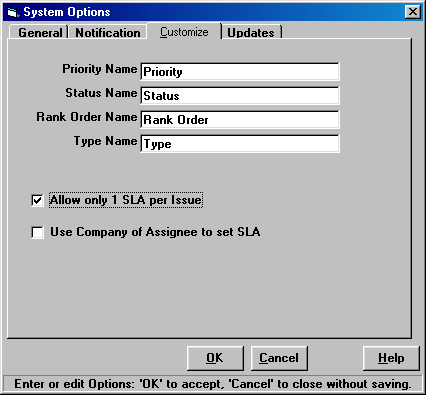 System Options
General Notification Customize Updates
Priority Name Priority
Status Name Status
Rank Order Name Rank Order
Type Name Type
Allow only 1 SLA per Issue
Use Company of Assignee to set SLA
OK Cancel Help
Enter or edit Options: 'OK' to accept, 'Cancel' to close without saving.